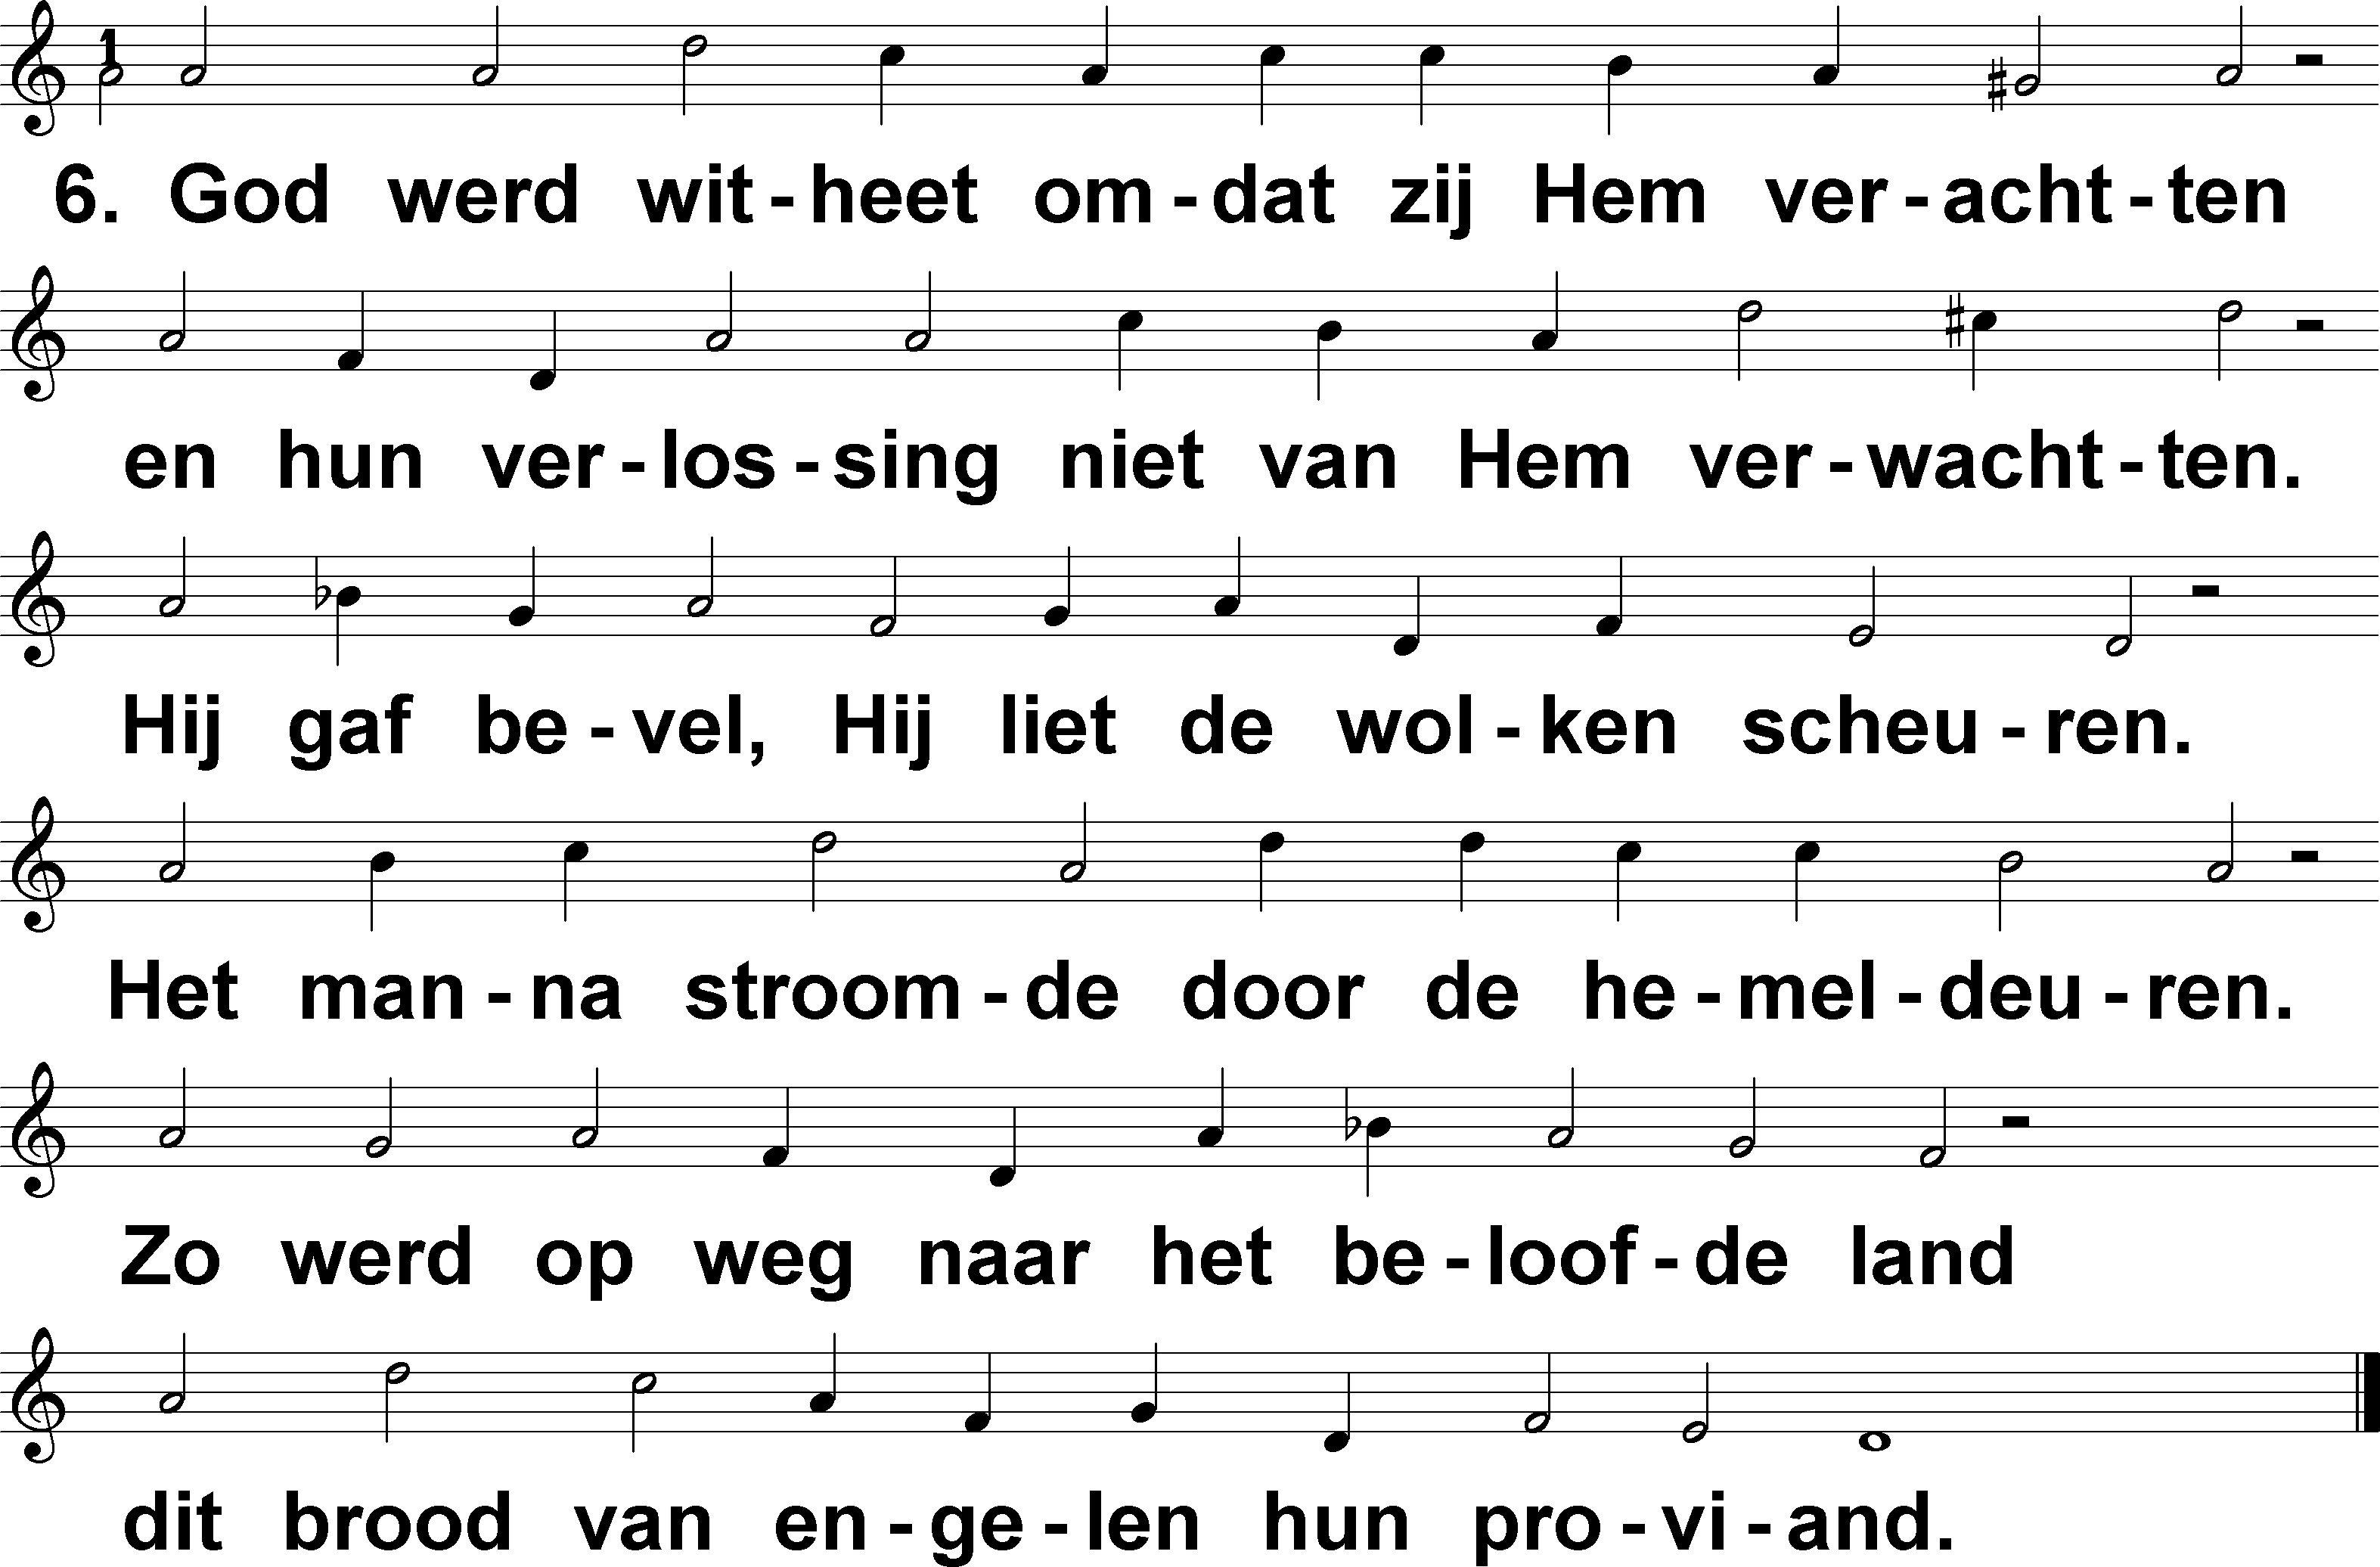 1
6. God werd wit-heet om-dat zij Hem ver-acht-ten
en hun ver-los-sing niet van Hem ver-wacht-ten.
Hij gaf be-vel, Hij liet de wol-ken scheu-ren.
Het man-na stroom-de door de he-mel-deu-ren.
Zo werd op weg naar het be-loof-de land
dit brood van en-ge-len hun pro-vi-and.